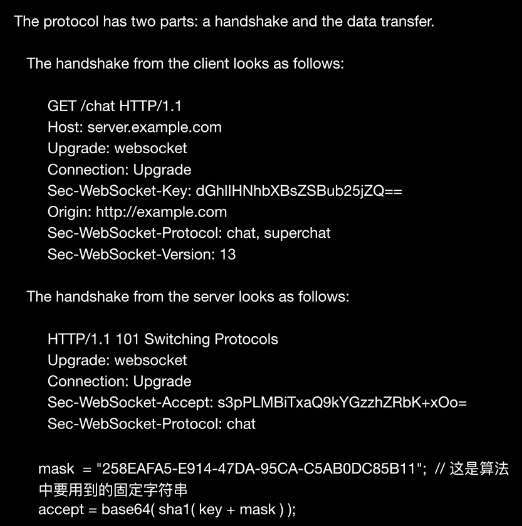 The protocol has two parts: a handshake and the data transfer.
The handshake from the client looks as follows:
GET /chat HTTP/1.1
Host: server.example.com
Upgrade: websocket
Connection: Upgrade
Sec-WebSocket-Key: dGhlIHNhbXBsZSBub25jZQ==
Origin: http://example.com
Sec-WebSocket-Protocol: chat, superchat
Sec-WebSocket-Version: 13
The handshake from the server looks as follows:
HTTP/1.1 101 Switching Protocols
Upgrade: websocket
Connection: Upgrade
Sec-WebSocket-Accept: s3pPLMBiTxaQ9kYGzzhZRbK+xOo=
Sec-WebSocket-Protocol: chat
mask  = "258EAFA5-E914-47DA-95CA-C5AB0DC85B11";  // 这是算法
中要用到的固定字符串
accept = base64( sha1( key + mask ) );